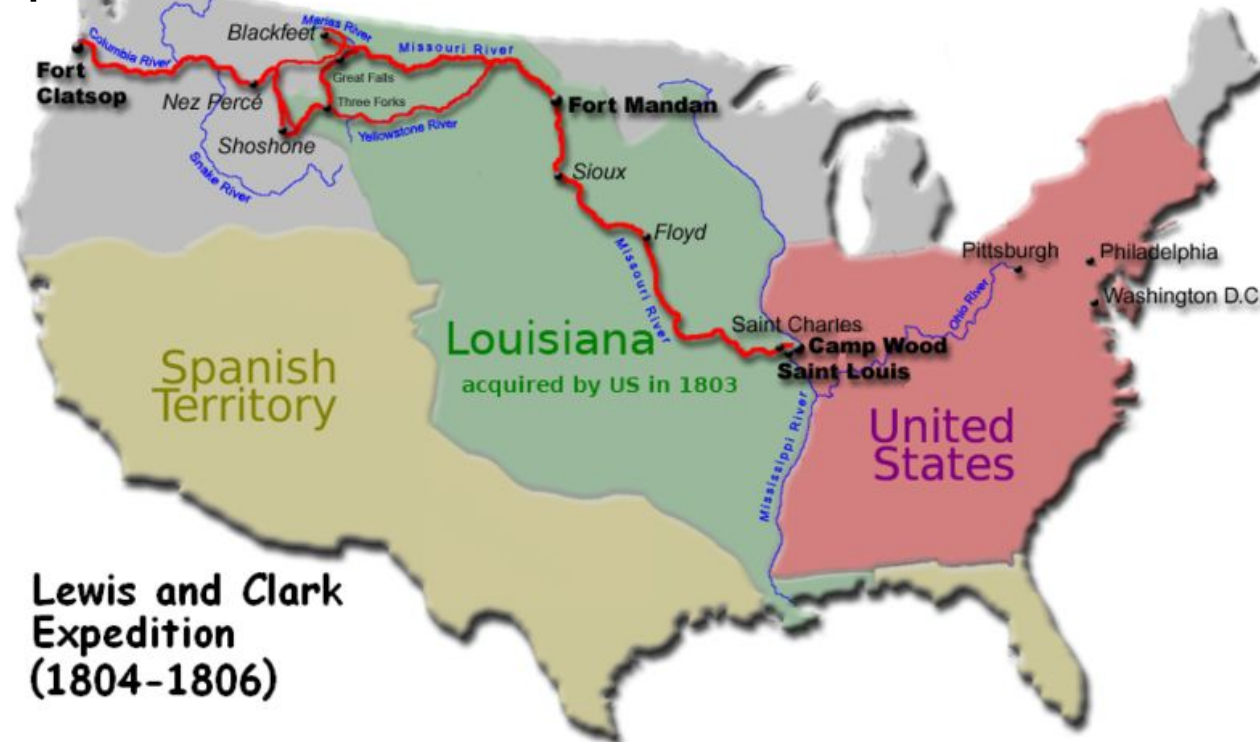 Marias River
Blackfeet
Missouri River
Columbia River
Fort
Clatsop
Great Falls
Nez Percé
Three Forks
Fort Mandan
Yellowstone River
Shoshone
Snake River
Sioux
Floyd
Missouri River
Pittsburgh
Philadelphia
Washington D.C
Ohio River
Saint Charles
Camp Wood
Saint Louis
Louisiana
acquired by US in 1803
Spanish
Territory
United
States
Mississippi River
Lewis and Clark
Expedition
(1804-1806)